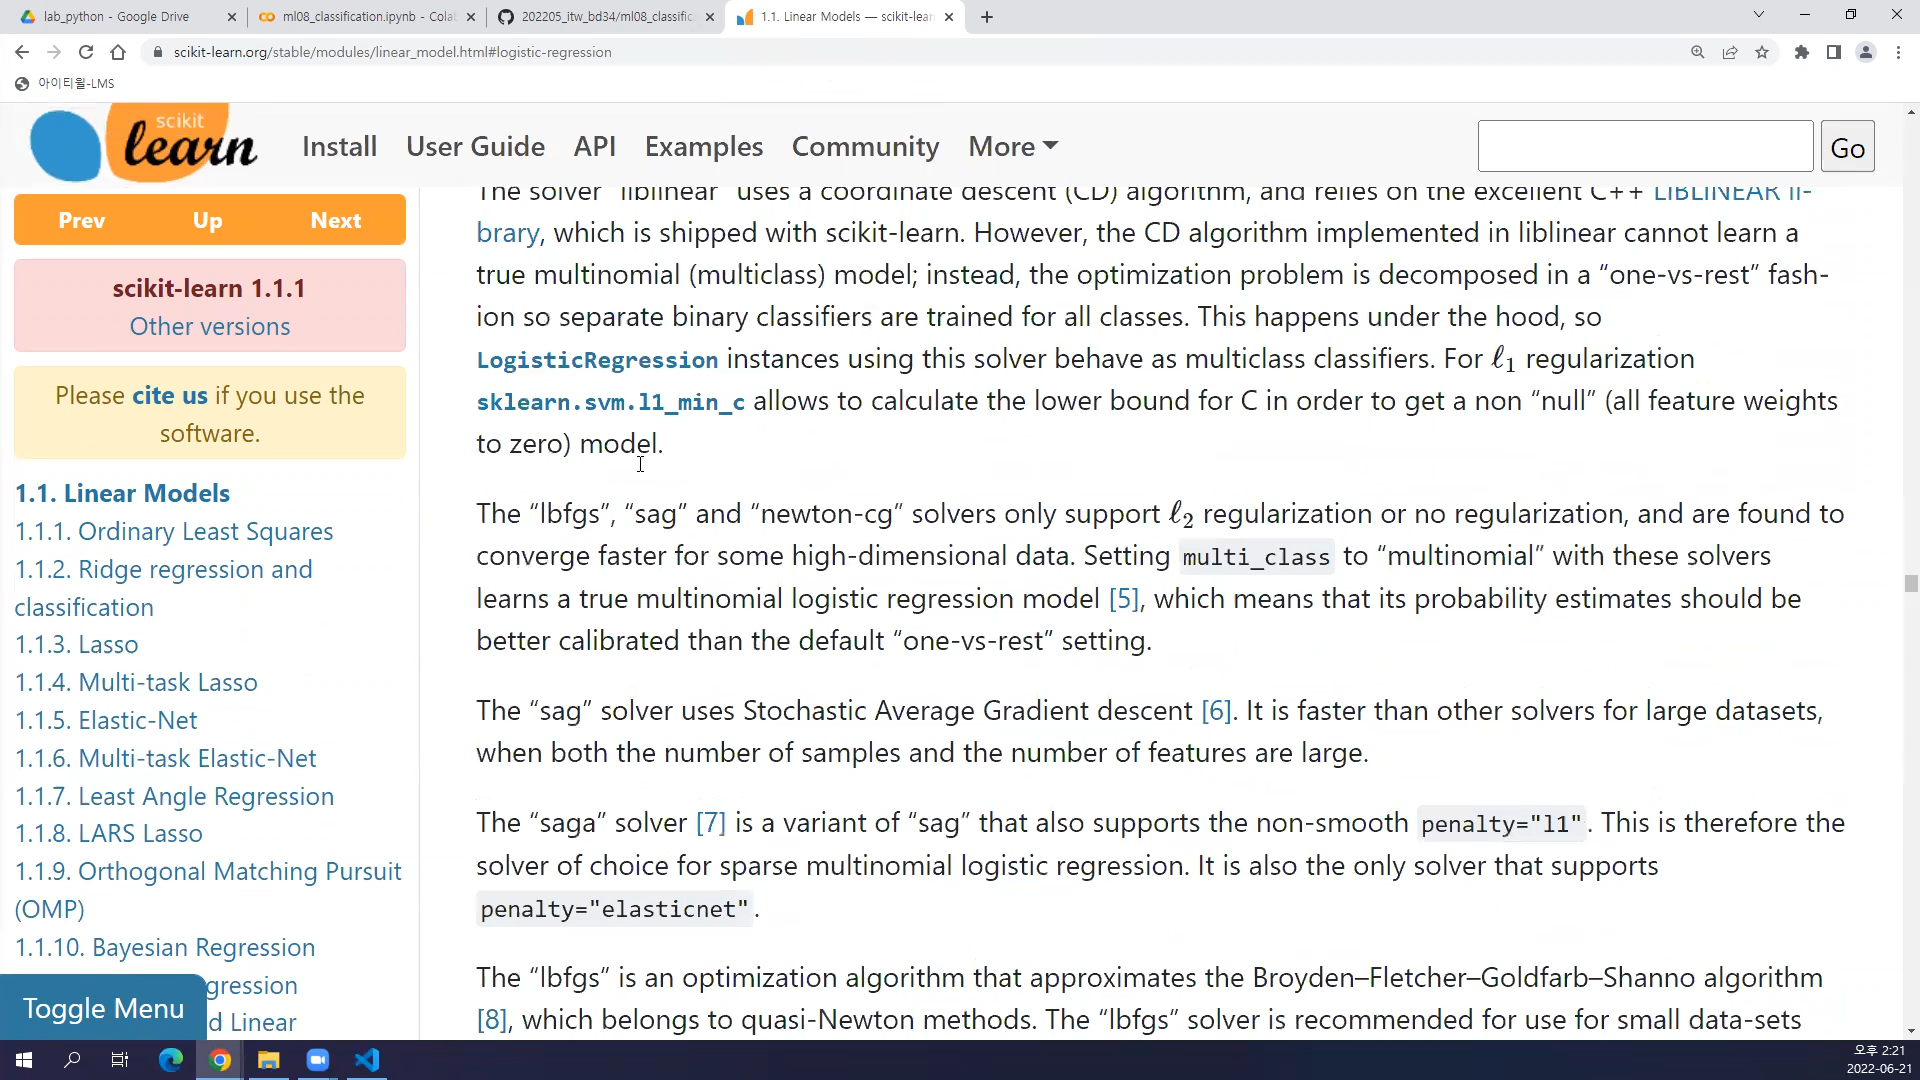 lab_python - Google Drive
ml08_classification.ipynb - Cola
202205_itw_bd34/ml08_classific
1.1. Linear Models — scikit-lear
scikit-learn.org/stable/modules/linear_model.html#logistic-regression
아이티윌-LMS
scikit
learn
Install
User Guide
API
Examples
Community
More
Go
Prev
Up
Next
scikit-learn 1.1.1
Other versions
Please cite us if you use the
software.
1.1. Linear Models
1.1.1. Ordinary Least Squares
1.1.2. Ridge regression and
classification
1.1.3. Lasso
1.1.4. Multi-task Lasso
1.1.5. Elastic-Net
1.1.6. Multi-task Elastic-Net
1.1.7. Least Angle Regression
1.1.8. LARS Lasso
1.1.9. Orthogonal Matching Pursuit
(OMP)
1.1.10. Bayesian Regression
gression
d Linear
Toggle Menu
The solver “liblinear” uses a coordinate descent (CD) algorithm, and relies on the excellent C++ LIBLINEAR li-
brary, which is shipped with scikit-learn. However, the CD algorithm implemented in liblinear cannot learn a
true multinomial (multiclass) model; instead, the optimization problem is decomposed in a “one-vs-rest” fash-
ion so separate binary classifiers are trained for all classes. This happens under the hood, so
LogisticRegression instances using this solver behave as multiclass classifiers. For ℓ1 regularization
sklearn.svm.l1_min_c allows to calculate the lower bound for C in order to get a non “null” (all feature weights
to zero) model.
The “lbfgs”, “sag” and “newton-cg” solvers only support ℓ2 regularization or no regularization, and are found to
converge faster for some high-dimensional data. Setting multi_class to “multinomial” with these solvers
learns a true multinomial logistic regression model [5], which means that its probability estimates should be
better calibrated than the default “one-vs-rest” setting.
The “sag” solver uses Stochastic Average Gradient descent [6]. It is faster than other solvers for large datasets,
when both the number of samples and the number of features are large.
The “saga” solver [7] is a variant of “sag” that also supports the non-smooth penalty="l1". This is therefore the
solver of choice for sparse multinomial logistic regression. It is also the only solver that supports
penalty="elasticnet".
The “lbfgs” is an optimization algorithm that approximates the Broyden–Fletcher–Goldfarb–Shanno algorithm
[8], which belongs to quasi-Newton methods. The “lbfgs” solver is recommended for use for small data-sets
오후 2:21
2022-06-21